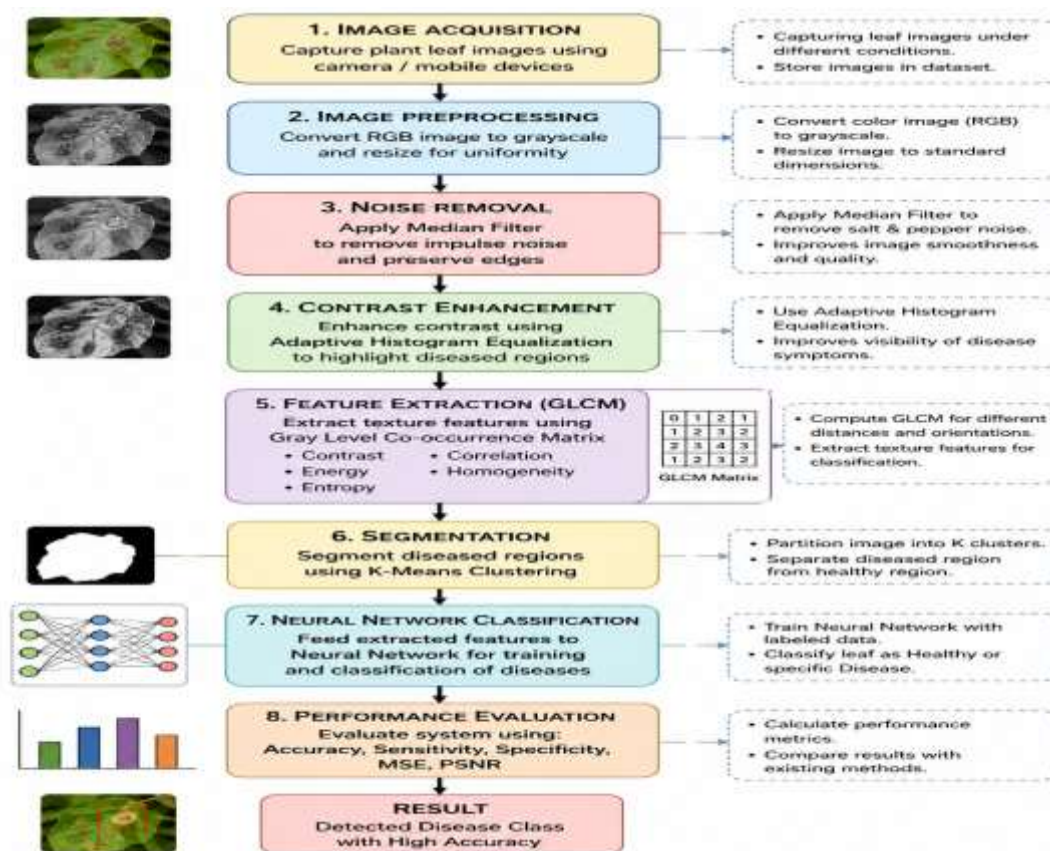 1. IMAGE ACQUISITION
Capture plant leaf images using
camera / mobile devices
• Capturing leaf images under
different conditions.
• Store images in dataset.
2. IMAGE PREPROCESSING
Convert RGB image to grayscale
and resize for uniformity
• Convert color image (RGB)
to grayscale.
• Resize image to standard
dimensions.
3. NOISE REMOVAL
Apply Median Filter
to remove impulse noise
and preserve edges
• Apply Median Filter to
remove salt & pepper noise.
• Improves image smoothness
and quality.
4. CONTRAST ENHANCEMENT
Enhance contrast using
Adaptive Histogram Equalization
to highlight diseased regions
• Use Adaptive Histogram
Equalization.
• Improves visibility of disease
symptoms.
5. FEATURE EXTRACTION (GLCM)
Extract texture features using
Gray Level Co-occurrence Matrix
• Contrast • Correlation
• Energy • Homogeneity
• Entropy
0 1 2 1
1 2 3 2
2 3 4 3
1 2 3 2
GLCM Matrix
• Compute GLCM for different
distances and orientations.
• Extract texture features for
classification.
6. SEGMENTATION
Segment diseased regions
using K-Means Clustering
• Partition image into K clusters.
• Separate diseased region
from healthy region.
7. NEURAL NETWORK CLASSIFICATION
Feed extracted features to
Neural Network for training
and classification of diseases
• Train Neural Network with
labeled data.
• Classify leaf as Healthy or
specific Disease.
8. PERFORMANCE EVALUATION
Evaluate system using:
Accuracy, Sensitivity, Specificity,
MSE, PSNR
• Calculate performance
metrics.
• Compare results with
existing methods.
RESULT
Detected Disease Class
with High Accuracy